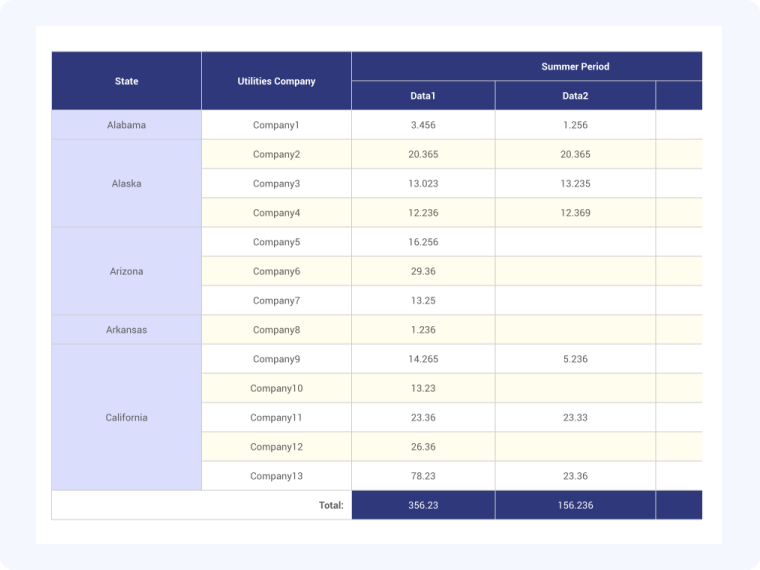 State Utilities Company Summer Period
Data1 Data2
Alabama Company1 3.456 1.256
Company2 20.365 20.365
Alaska Company3 13.023 13.235
Company4 12.236 12.369
Company5 16.256
Arizona Company6 29.36
Company7 13.25
Arkansas Company8 1.236
Company9 14.265 5.236
Company10 13.23
California Company11 23.36 23.33
Company12 26.36
Company13 78.23 23.36
Total: 356.23 156.236